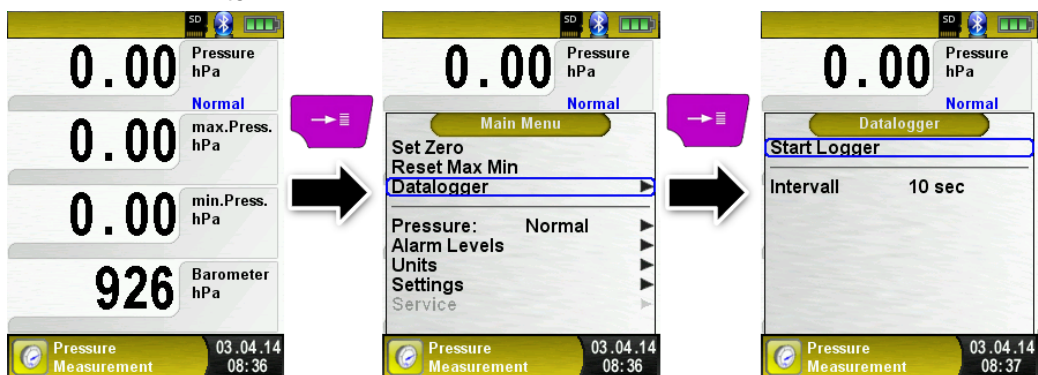 SD
0.00 Pressure hPa
Normal
0.00 max.Press. hPa
0.00 min.Press. hPa
926 Barometer hPa
Pressure Measurement
03.04.14
08:36
SD
0.00 Pressure hPa
Normal
Main Menu
Set Zero
Reset Max Min
Datalogger
Pressure: Normal
Alarm Levels
Units
Settings
Service
Pressure Measurement
03.04.14
08:36
SD
0.00 Pressure hPa
Normal
Datalogger
Start Logger
Intervall 10 sec
Pressure Measurement
03.04.14
08:37